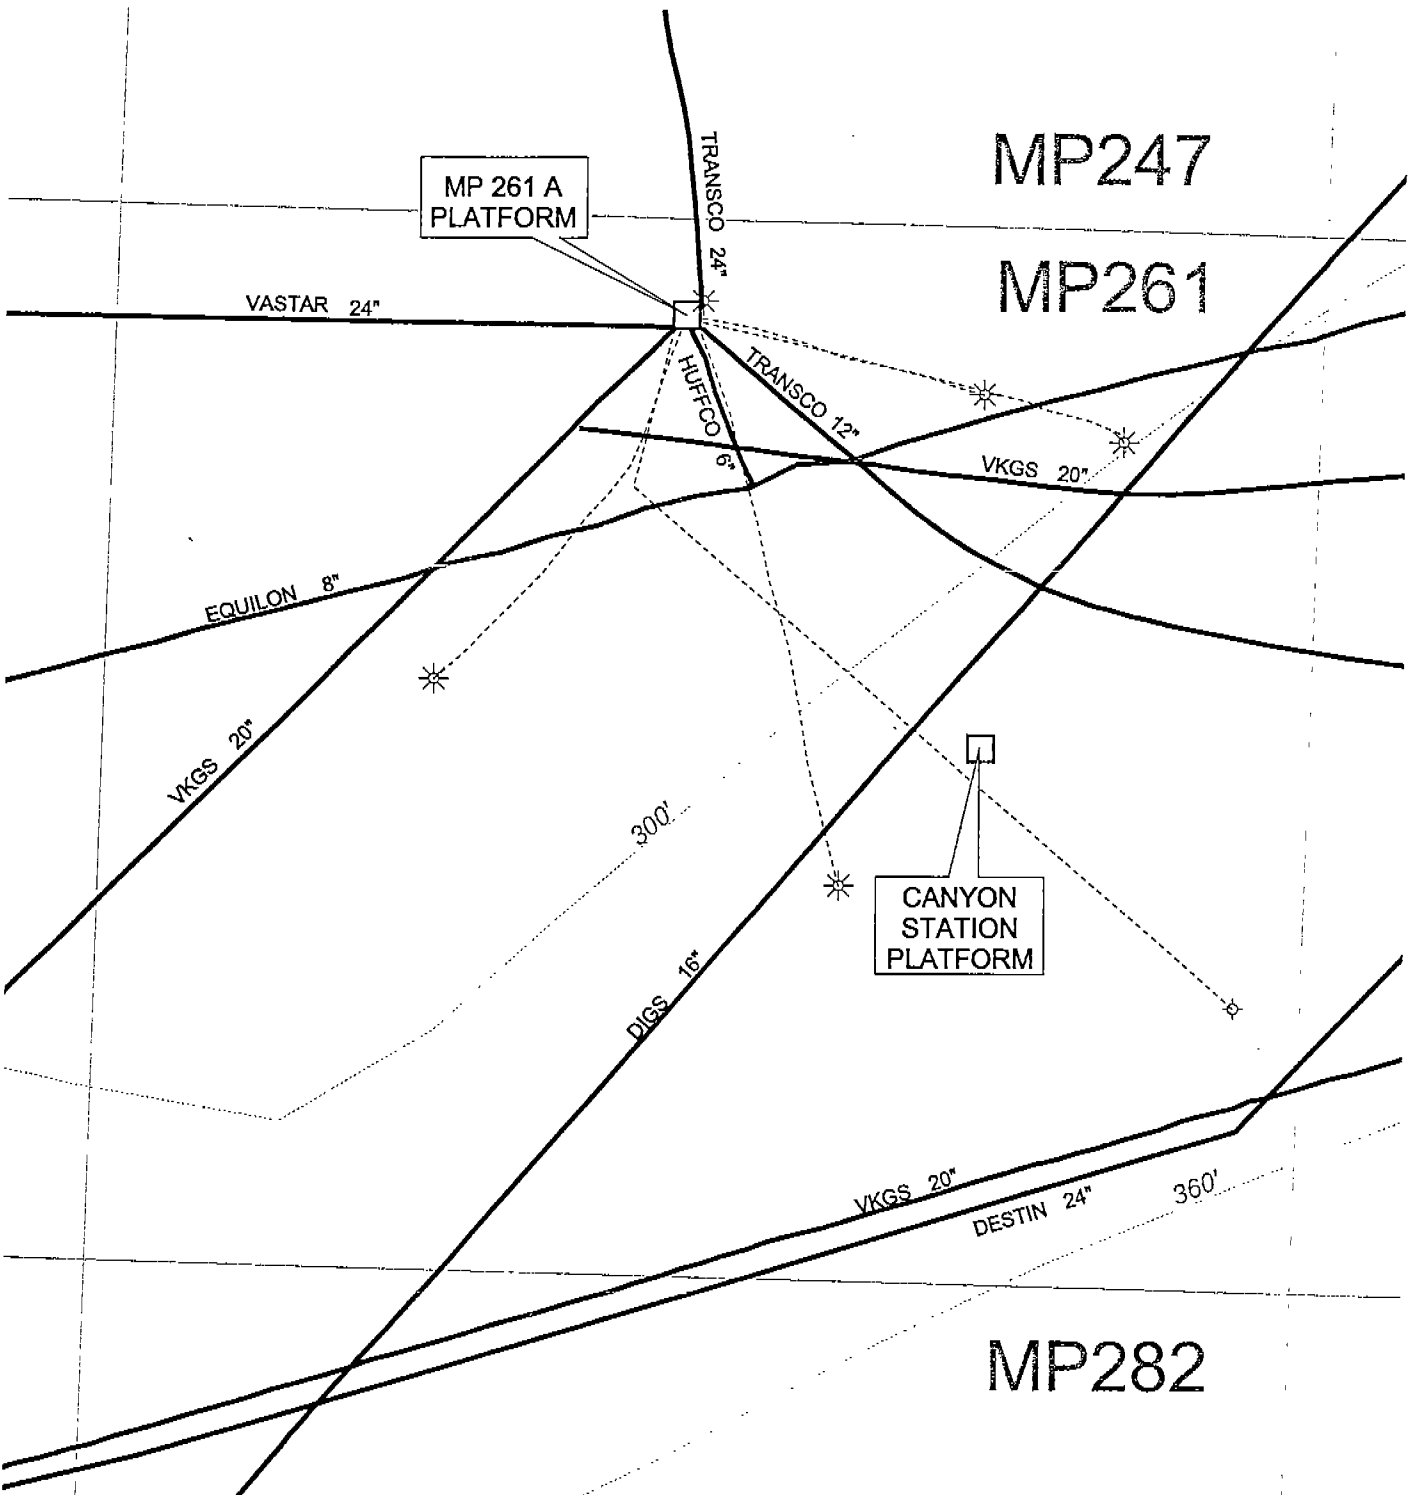 MP247
TRANSCO 24"
MP 261 A
PLATFORM
MP261
VASTAR 24"
HUFFCO 6"
TRANSCO 12"
VKGS 20"
EQUILON 8"
VKGS 20"
300'
CANYON
STATION
PLATFORM
DIGS 16"
VKGS 20"
DESTIN 24"
360'
MP282